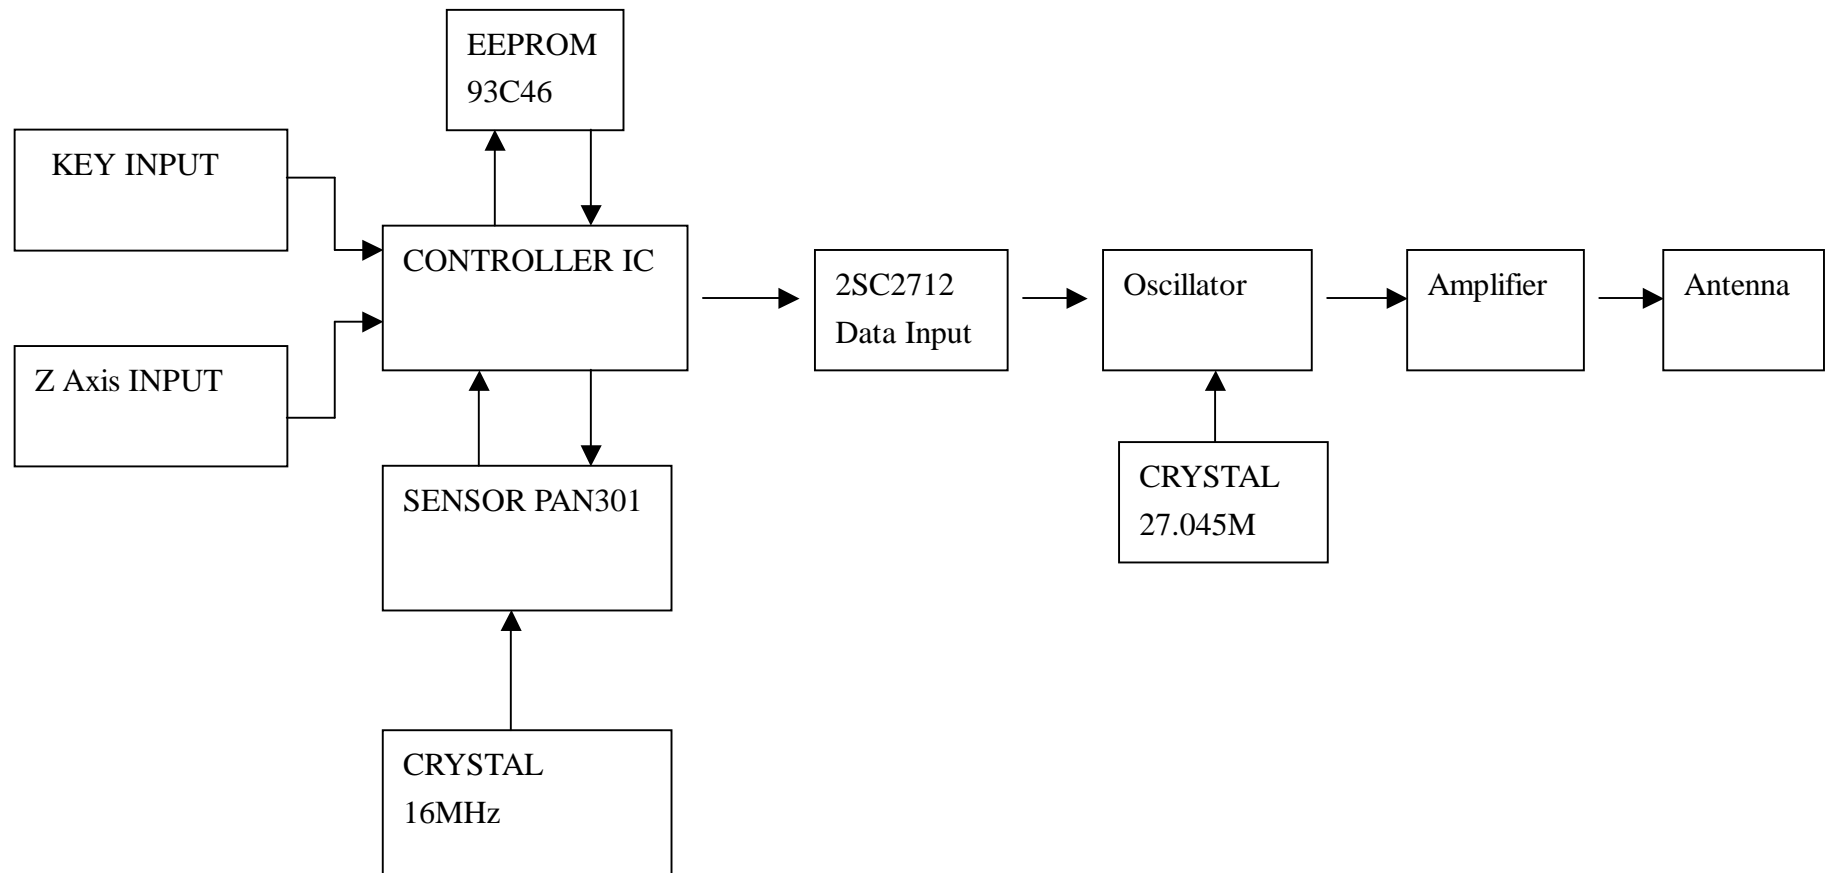 EEPROM
93C46
KEY INPUT
CONTROLLER IC
Z Axis INPUT
2SC2712
Data Input
Oscillator
Amplifier
Antenna
SENSOR PAN301
CRYSTAL
27.045M
CRYSTAL
16MHz